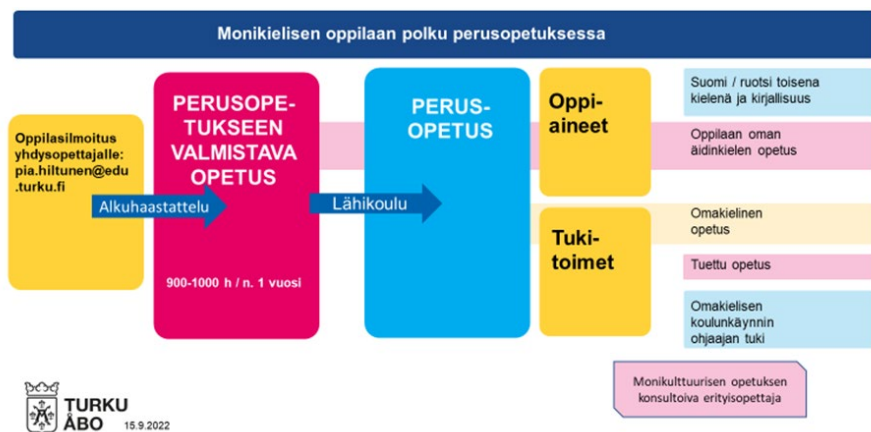 Monikielisen oppilaan polku perusopetuksessa
Oppilasilmoitus
yhdysopettajalle:
pia.hiltunen@edu
.turku.fi
Alkuhaastattelu
PERUSOPE-
TUKSEEN
VALMISTAVA
OPETUS
900-1000 h / n. 1 vuosi
Lähikoulu
PERUS-
OPETUS
Oppi-
aineet
Suomi / ruotsi toisena
kielenä ja kirjallisuus
Oppilaan oman
äidinkielen opetus
Tuki-
toimet
Omakielinen
opetus
Tuettu opetus
Omakielisen
koulunkäynnin
ohjaajan tuki
Monikulttuurisen opetuksen
konsultoiva erityisopettaja
TURKU
ÅBO
15.9.2022